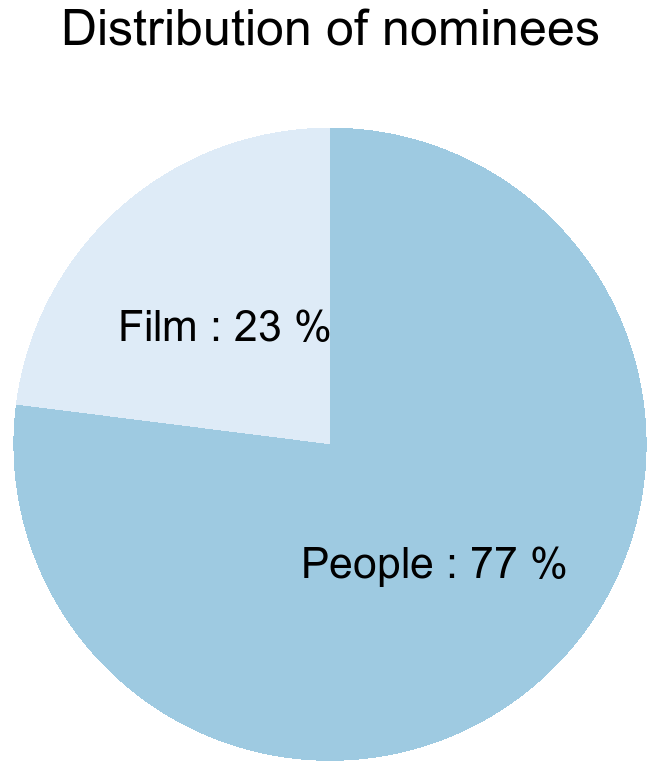 Distribution of nominees
Film : 23 %
People : 77 %